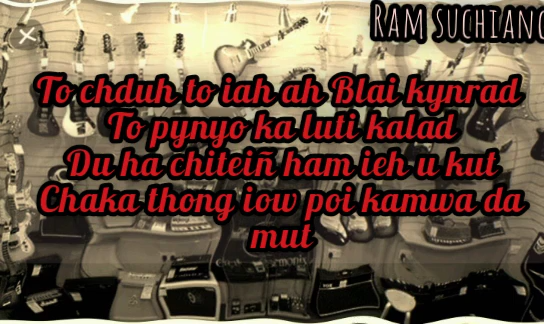 RAM SUCHIANG
To chduh to iah ah Blai kynrad
To pynyo ka luti kalad
Du ha chiteiñ ham ieh u kut
Chaka thong iow poi kamwa da
mut